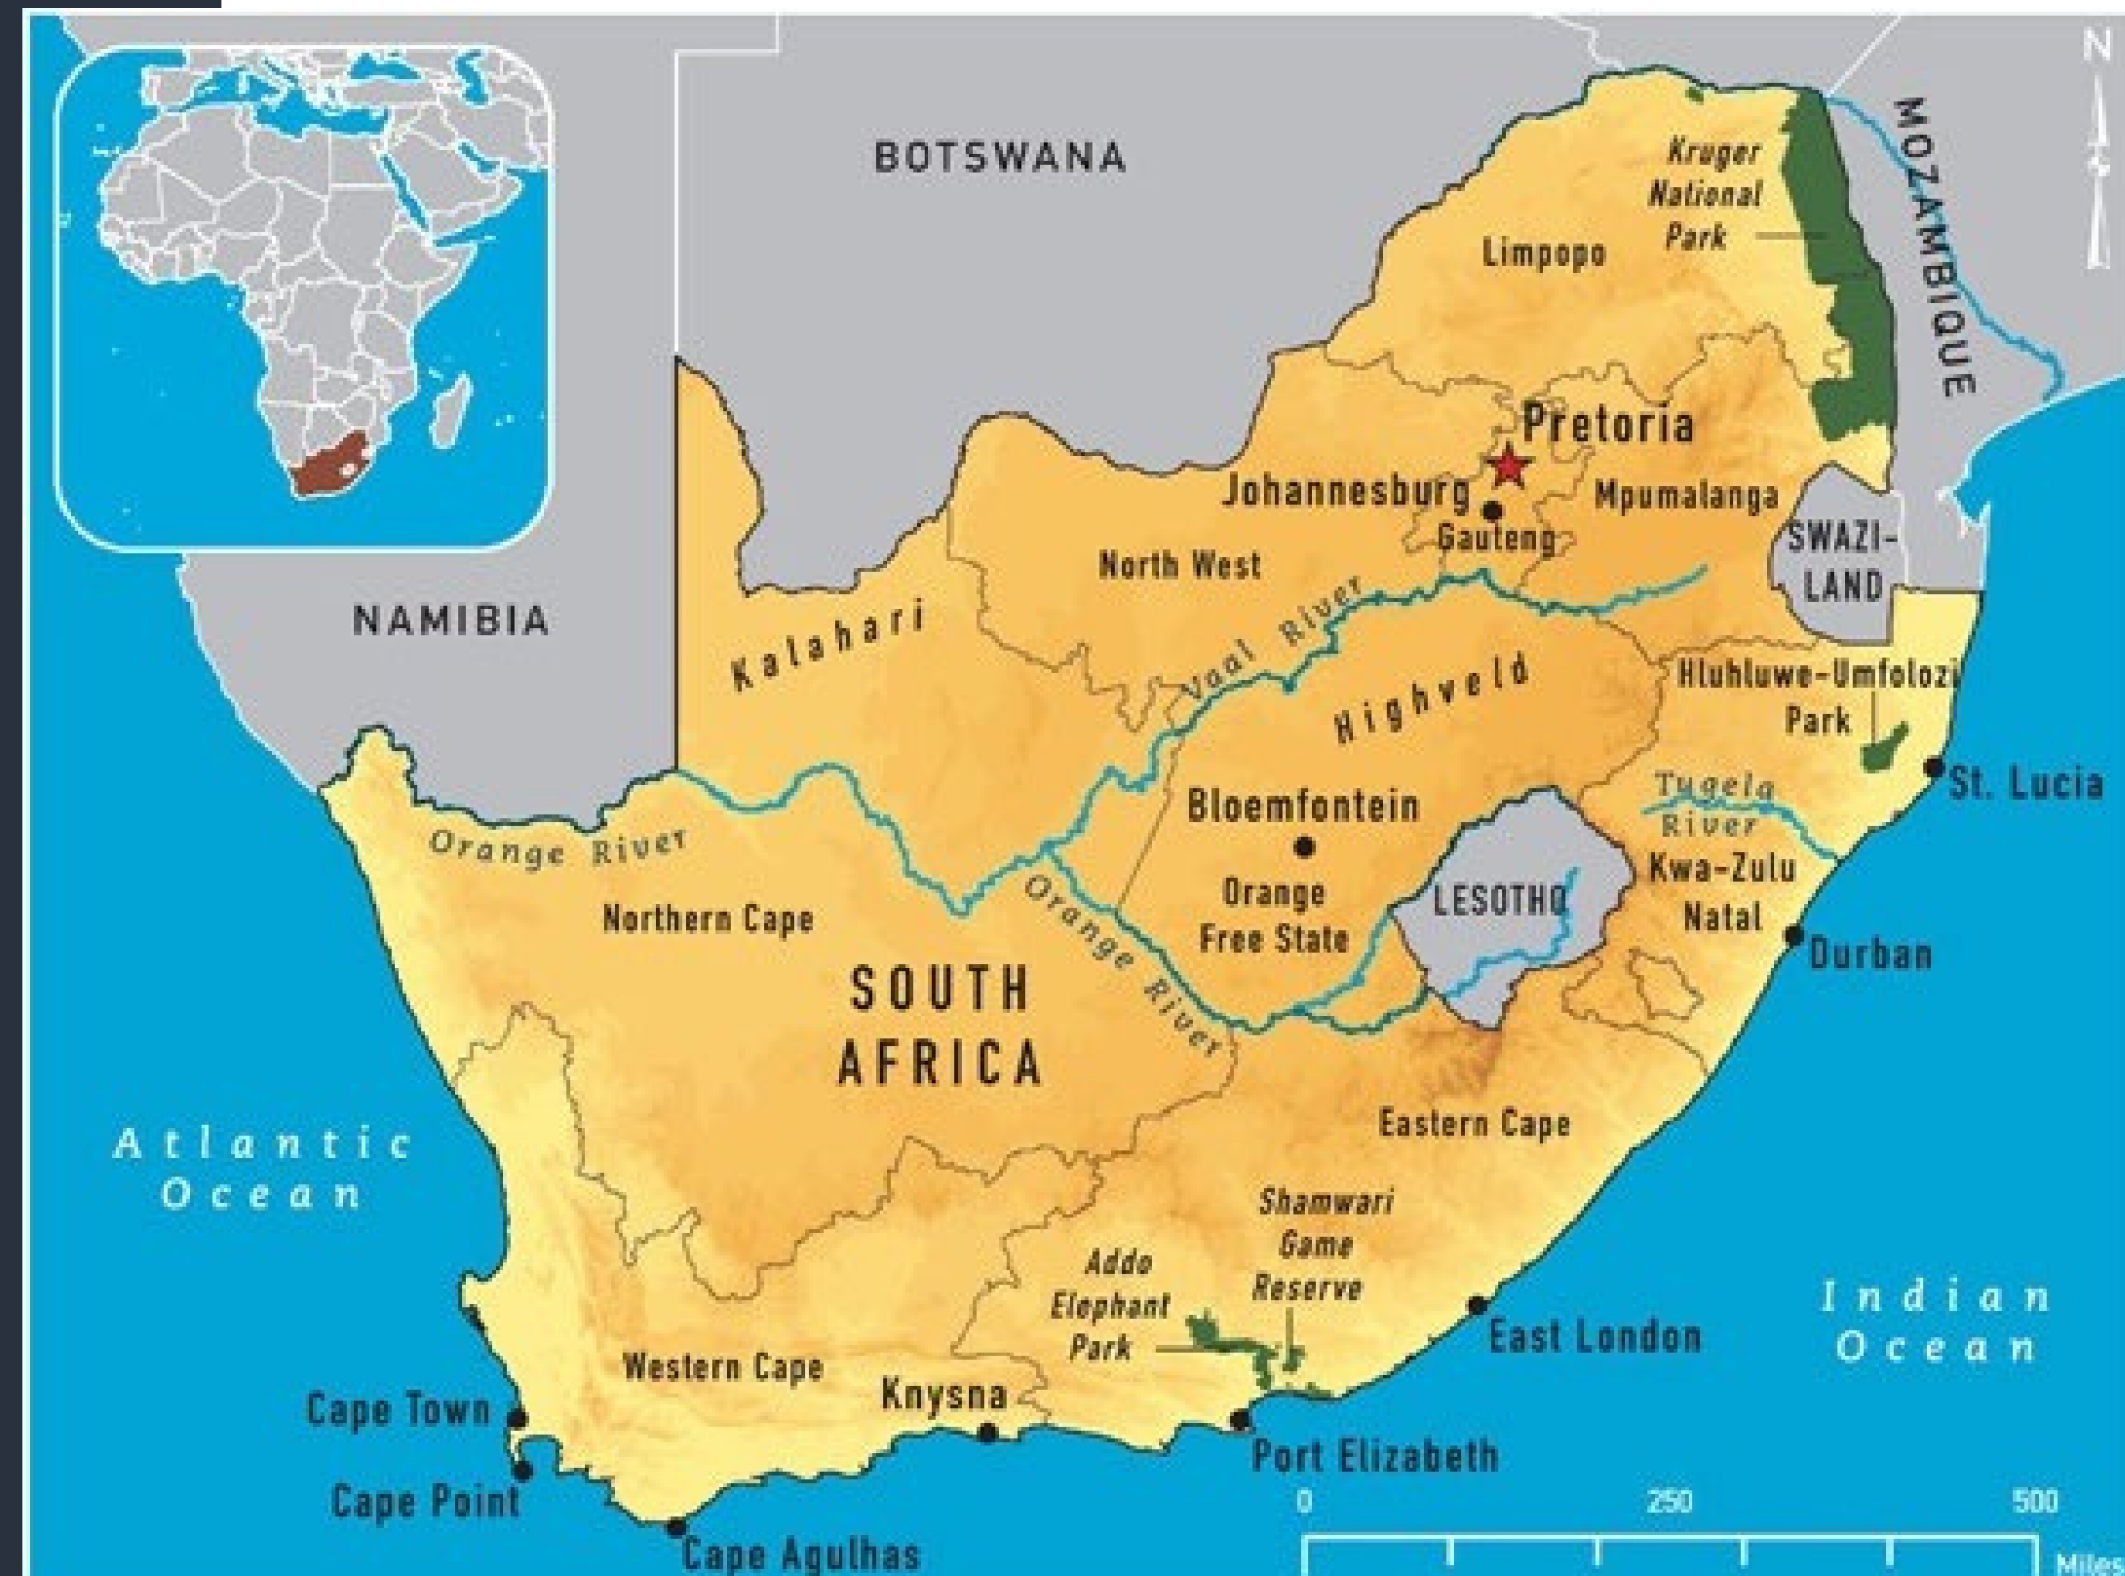 N
BOTSWANA
MOZAMBIQUE
Kruger
National
Park
Limpopo
Pretoria
Johannesburg
Mpumalanga
Gauteng
SWAZI-
LAND
North West
NAMIBIA
Kalahari
Vaal River
Highveld
Hluhluwe-Umfolozi
Park
St. Lucia
Tugela
River
Bloemfontein
Orange River
Kwa-Zulu
Natal
Orange
Free State
LESOTHO
Northern Cape
Orange River
Durban
SOUTH
AFRICA
Atlantic
Ocean
Eastern Cape
Shamwari
Game
Reserve
Addo
Elephant
Park
Indian
Ocean
East London
Western Cape
Knysna
Cape Town
Port Elizabeth
Cape Point
Cape Agulhas
0 250 500
Miles